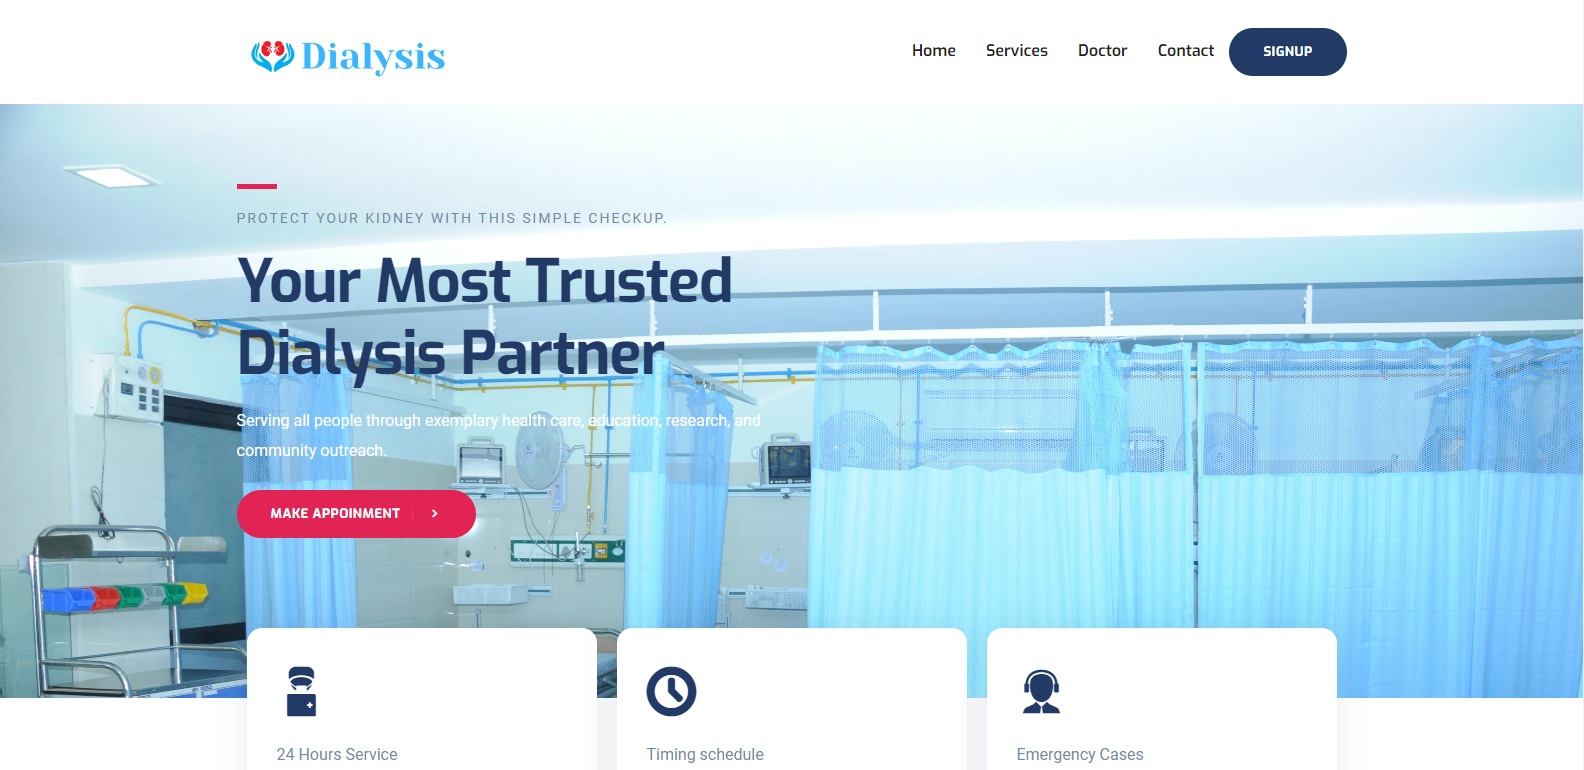 Dialysis
Home Services Doctor Contact SIGNUP
PROTECT YOUR KIDNEY WITH THIS SIMPLE CHECKUP.
Your Most Trusted
Dialysis Partner
Serving all people through exemplary health care, education, research, and
community outreach.
MAKE APPOINMENT
24 Hours Service
Timing schedule
Emergency Cases